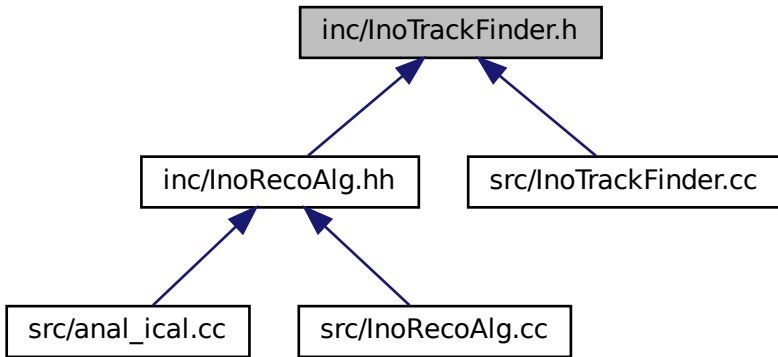 inc/InoTrackFinder.h
inc/InoRecoAlg.hh
src/InoTrackFinder.cc
src/anal_ical.cc
src/InoRecoAlg.cc